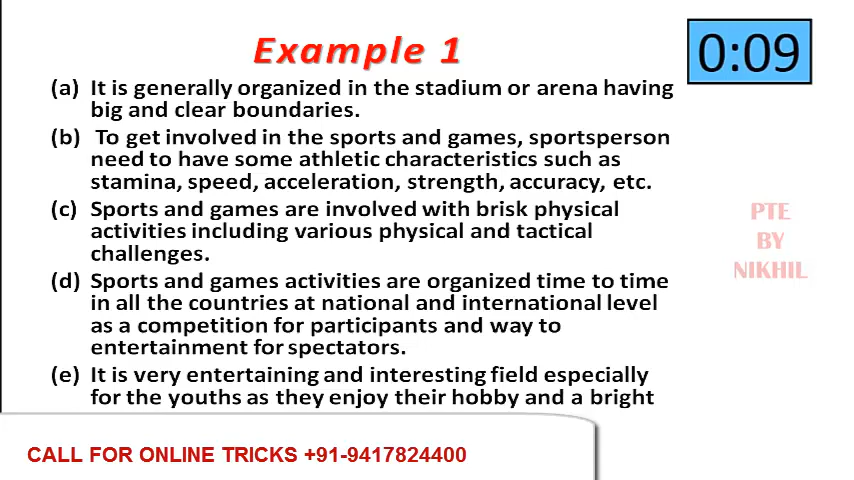 Example 1
0:09
(a) It is generally organized in the stadium or arena having
big and clear boundaries.
(b) To get involved in the sports and games, sportsperson
need to have some athletic characteristics such as
stamina, speed, acceleration, strength, accuracy, etc.
(c) Sports and games are involved with brisk physical
activities including various physical and tactical
challenges.
(d) Sports and games activities are organized time to time
in all the countries at national and international level
as a competition for participants and way to
entertainment for spectators.
(e) It is very entertaining and interesting field especially
for the youths as they enjoy their hobby and a bright
PTE
BY
NIKHIL
CALL FOR ONLINE TRICKS +91-9417824400